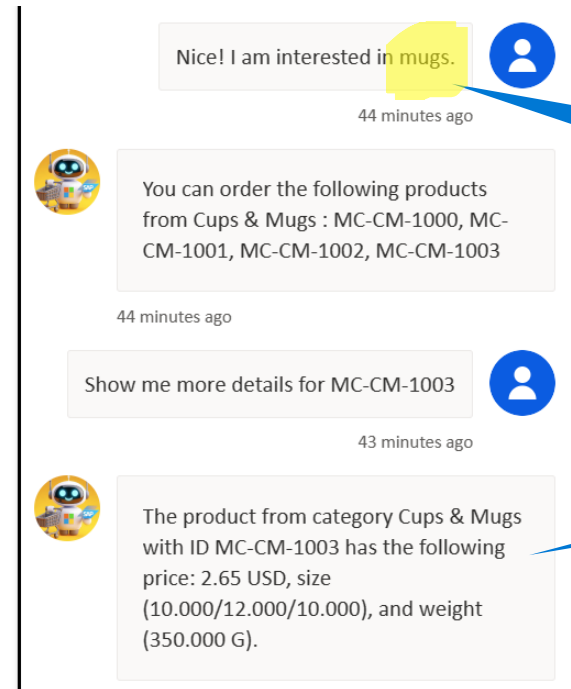 Nice! I am interested in mugs.
44 minutes ago
You can order the following products
from Cups & Mugs : MC-CM-1000, MC-
CM-1001, MC-CM-1002, MC-CM-1003
44 minutes ago
Show me more details for MC-CM-1003
43 minutes ago
The product from category Cups & Mugs
with ID MC-CM-1003 has the following
price: 2.65 USD, size
(10.000/12.000/10.000), and weight
(350.000 G).